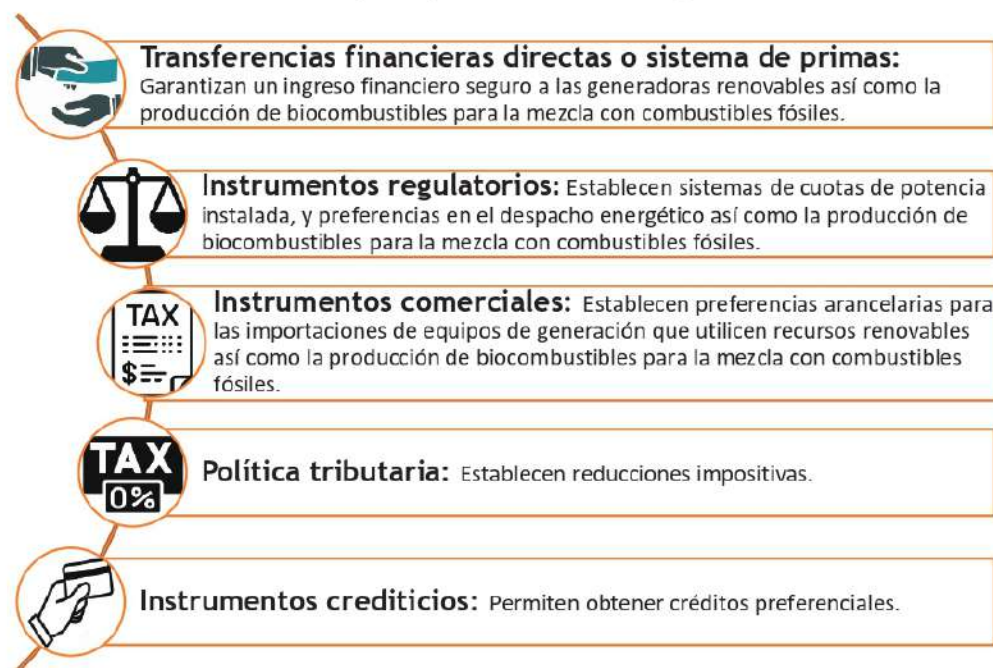 Transferencias financieras directas o sistema de primas:
Garantizan un ingreso financiero seguro a las generadoras renovables así como la
producción de biocombustibles para la mezcla con combustibles fósiles.
Instrumentos regulatorios: Establecen sistemas de cuotas de potencia
instalada, y preferencias en el despacho energético así como la producción de
biocombustibles para la mezcla con combustibles fósiles.
TAX
$
Instrumentos comerciales: Establecen preferencias arancelarias para
las importaciones de equipos de generación que utilicen recursos renovables
así como la producción de biocombustibles para la mezcla con combustibles
fósiles.
TAX
0%
Política tributaria: Establecen reducciones impositivas.
Instrumentos crediticios: Permiten obtener créditos preferenciales.